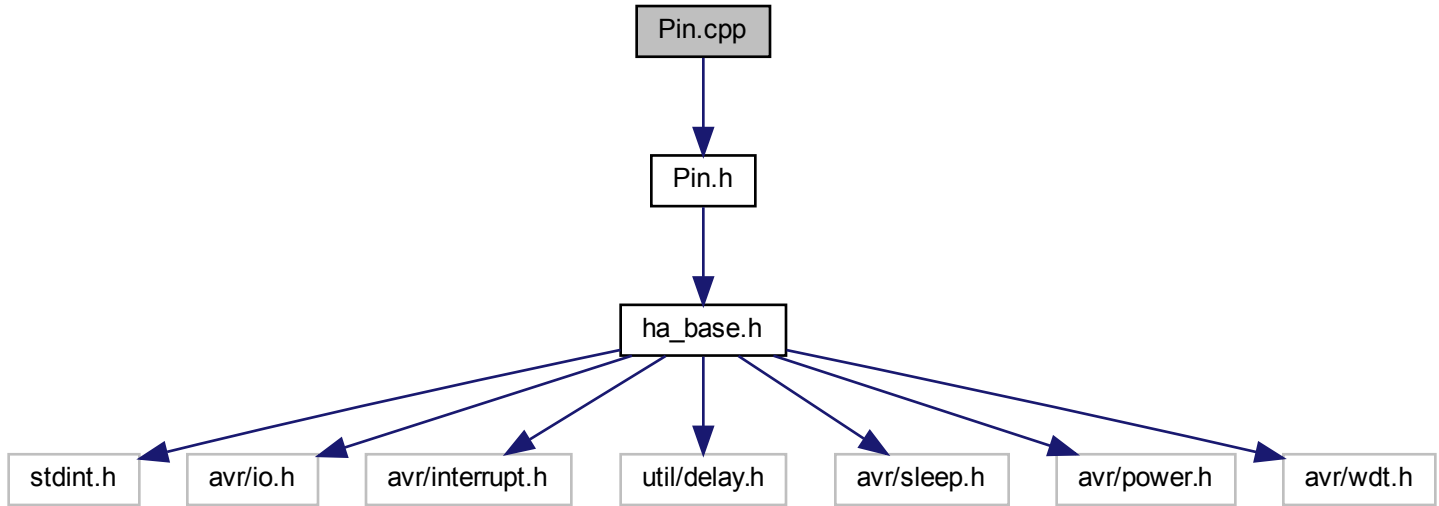 Pin.cpp
Pin.h
ha_base.h
stdint.h
avr/io.h
avr/interrupt.h
util/delay.h
avr/sleep.h
avr/power.h
avr/wdt.h